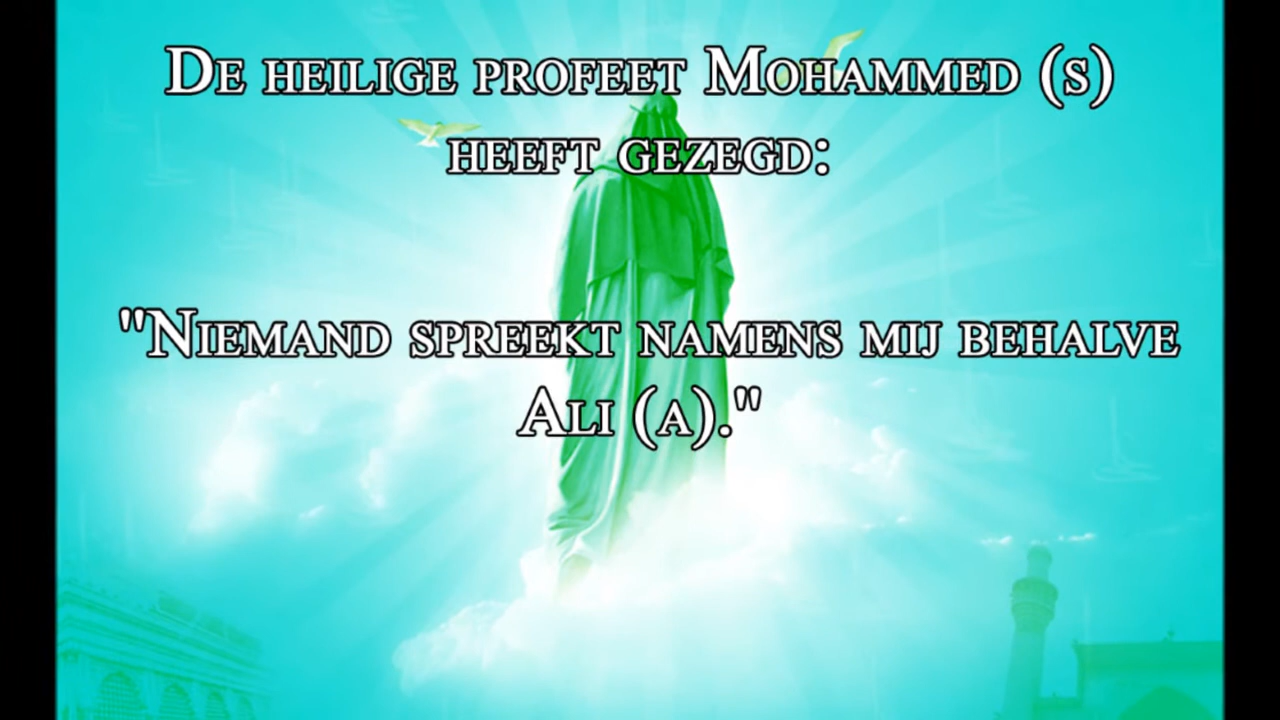 De heilige profeet Mohammed (s)
heeft gezegd:
"Niemand spreekt namens mij behalve
Ali (a)."